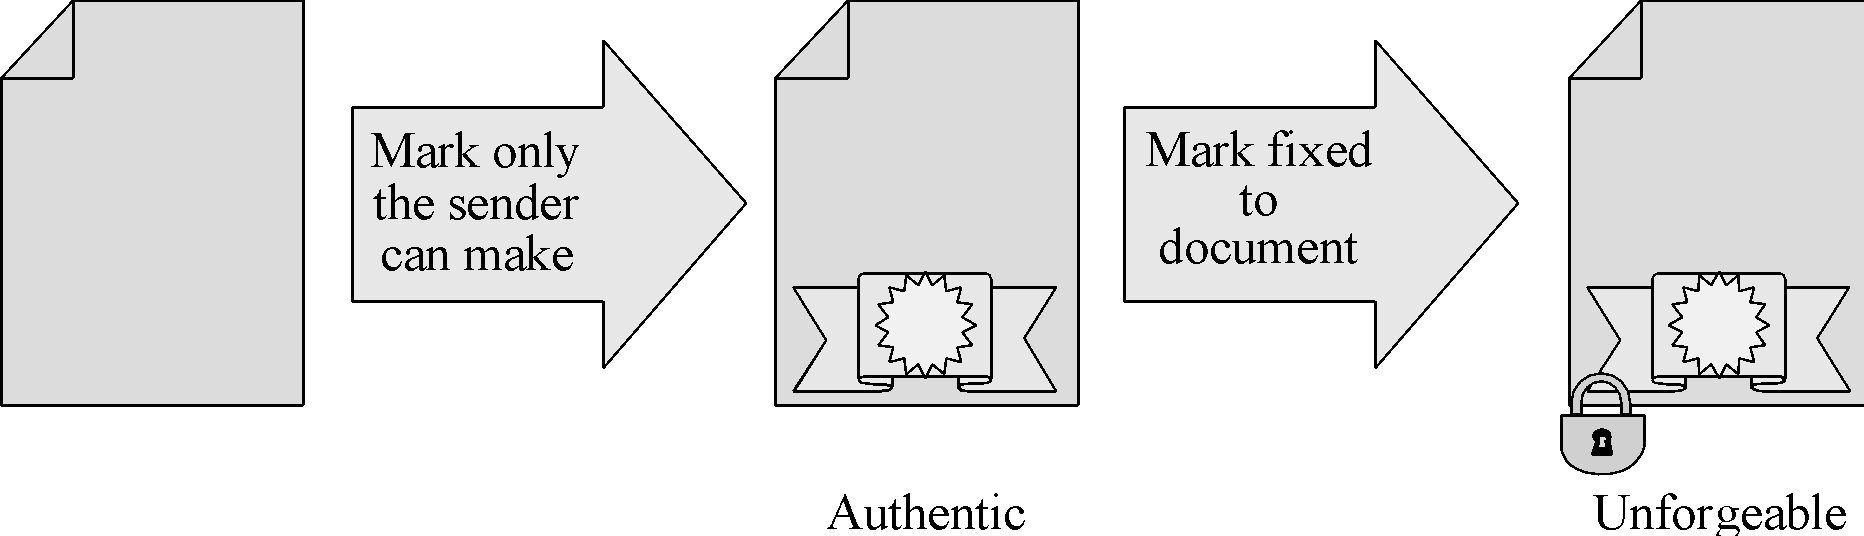 Mark only
the sender
can make
Mark fixed
to
document
Authentic
Unforgeable